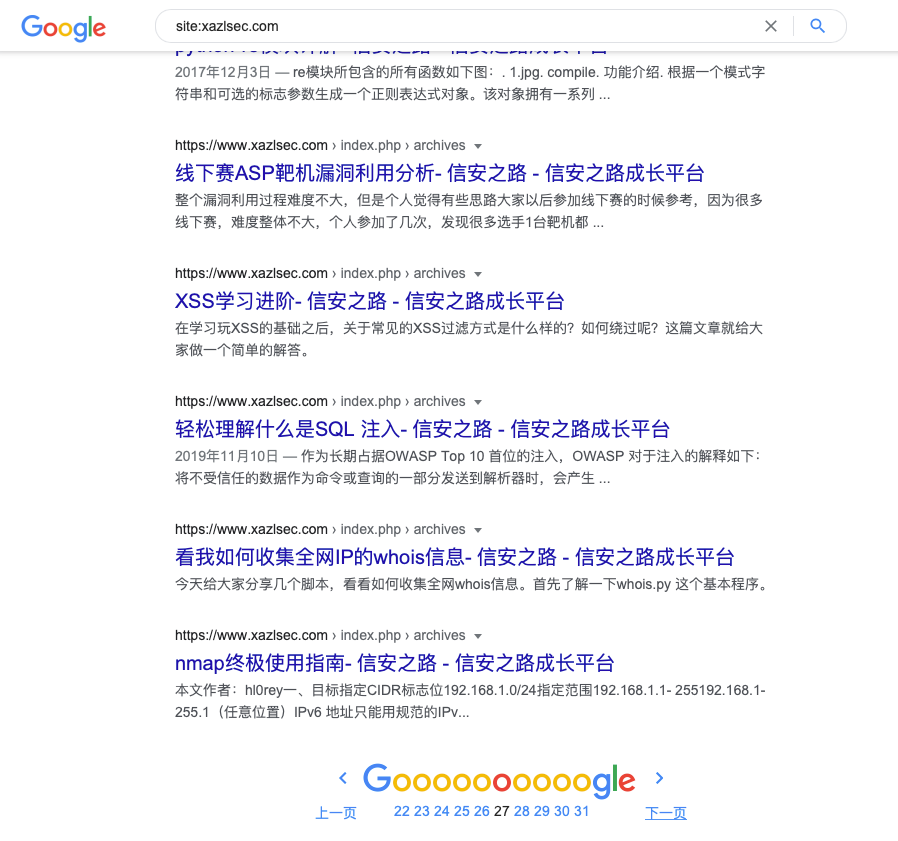 Google
site:xazlsec.com
python re模块详解- 信安之路 - 信安之路成长平台
2017年12月3日 — re模块所包含的所有函数如下图：. 1.jpg. compile. 功能介绍. 根据一个模式字
符串和可选的标志参数生成一个正则表达式对象。该对象拥有一系列 ...
https://www.xazlsec.com › index.php › archives
线下赛ASP靶机漏洞利用分析- 信安之路 - 信安之路成长平台
整个漏洞利用过程难度不大，但是个人觉得有些思路大家以后参加线下赛的时候参考，因为很多
线下赛，难度整体不大，个人参加了几次，发现很多选手1台靶机都 ...
https://www.xazlsec.com › index.php › archives
XSS学习进阶- 信安之路 - 信安之路成长平台
在学习玩XSS的基础之后，关于常见的XSS过滤方式是什么样的？如何绕过呢？这篇文章就给大
家做一个简单的解答。
https://www.xazlsec.com › index.php › archives
轻松理解什么是SQL 注入- 信安之路 - 信安之路成长平台
2019年11月10日 — 作为长期占据OWASP Top 10 首位的注入，OWASP 对于注入的解释如下：
将不受信任的数据作为命令或查询的一部分发送到解析器时，会产生 ...
https://www.xazlsec.com › index.php › archives
看我如何收集全网IP的whois信息- 信安之路 - 信安之路成长平台
今天给大家分享几个脚本，看看如何收集全网whois信息。首先了解一下whois.py 这个基本程序。
https://www.xazlsec.com › index.php › archives
nmap终极使用指南- 信安之路 - 信安之路成长平台
本文作者：hl0rey一、目标指定CIDR标志位192.168.1.0/24指定范围192.168.1.1- 255192.168.1-
255.1（任意位置）IPv6 地址只能用规范的IPv...
Goooooooooogle
上一页 22 23 24 25 26 27 28 29 30 31 下一页